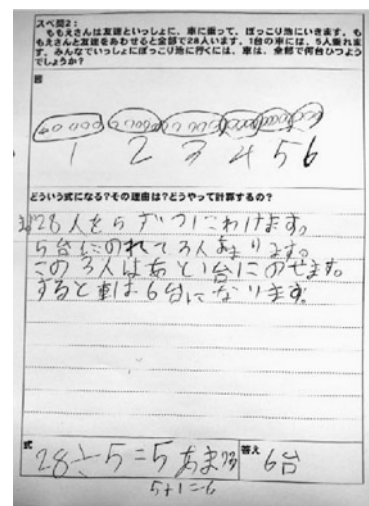 スペ問2：
ももえさんは友達といっしょに、車に乗って、ぽっこり池にいきます。も
もえさんと友達をあわせると全部で28人います。1台の車には、5人乗れま
す。みんなでいっしょにぽっこり池に行くには、車は、全部で何台ひつよう
でしょうか？
図
1 2 3 4 5 6
どういう式になる？その理由は？どうやって計算するの？
まず28人を5ずつにわけます。
5台にのれて3人あまります。
この3人はあと1台にのせます。
すると車は6台になります。
式
28÷5=5あまり3
5+1=6
答え
6台